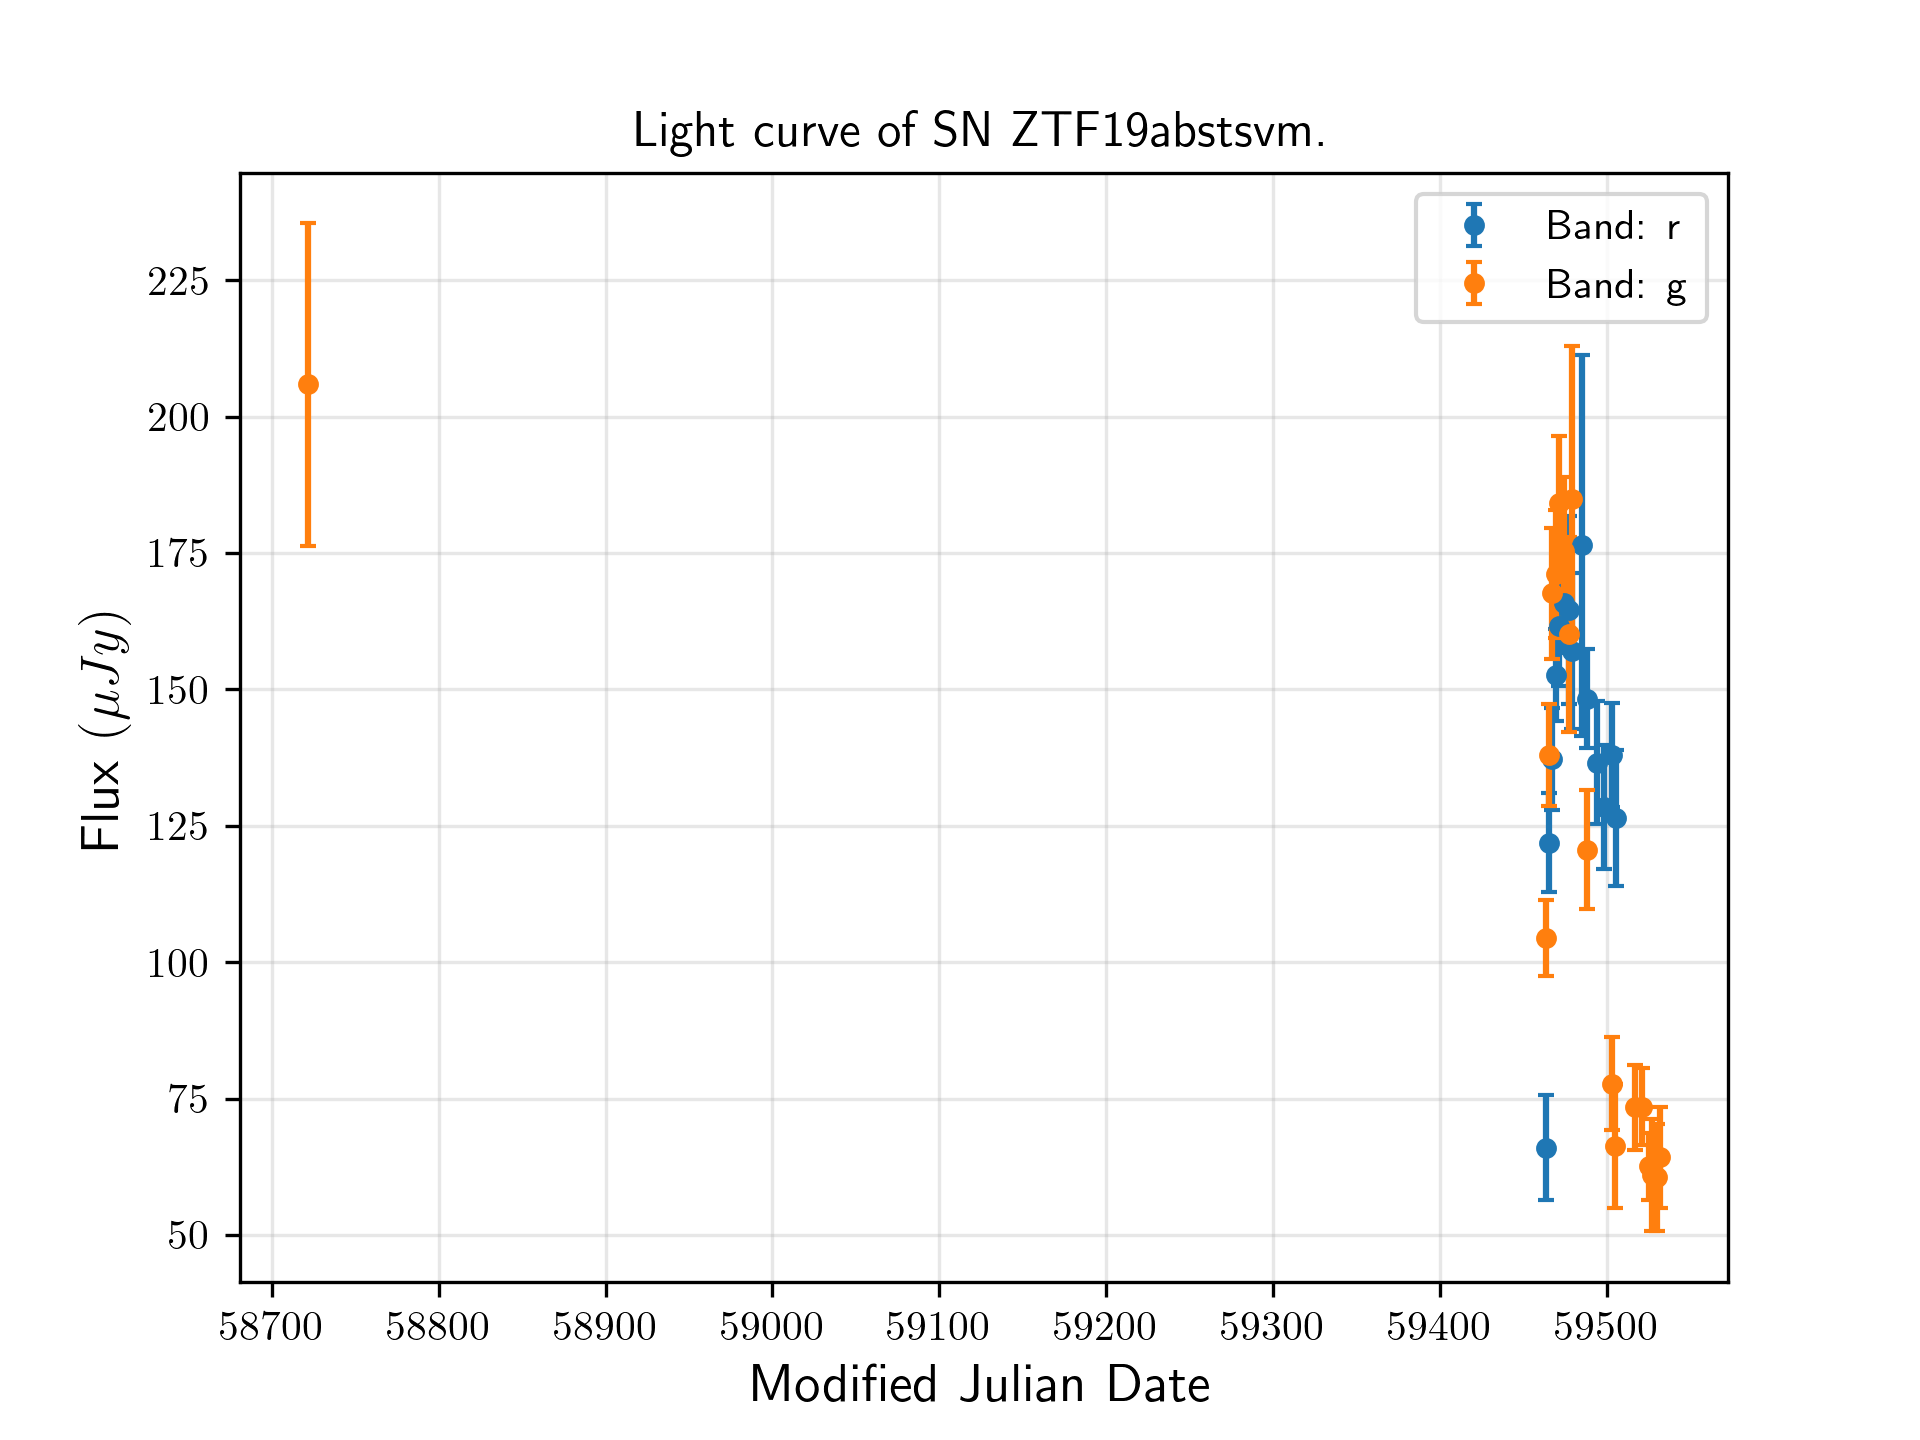 Light curve of SN ZTF19abstsvm.
Band: r
Band: g
225
200
175
150
125
100
75
50
Flux (μJy)
58700 58800 58900 59000 59100 59200 59300 59400 59500
Modified Julian Date